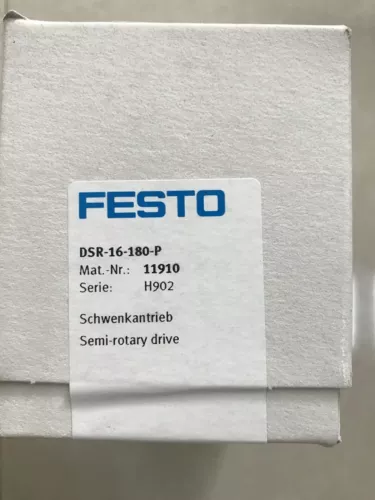 FESTO
DSR-16-180-P
Mat.-Nr.: 11910
Serie: H902
Schwenkantrieb
Semi-rotary drive